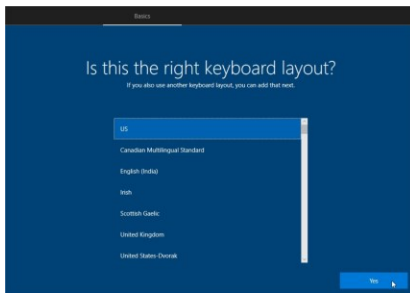 Basics
Is this the right keyboard layout?
If you also use another keyboard layout, you can add that next.
US
Canadian Multilingual Standard
English (India)
Irish
Scottish Gaelic
United Kingdom
United States-Dvorak
Yes